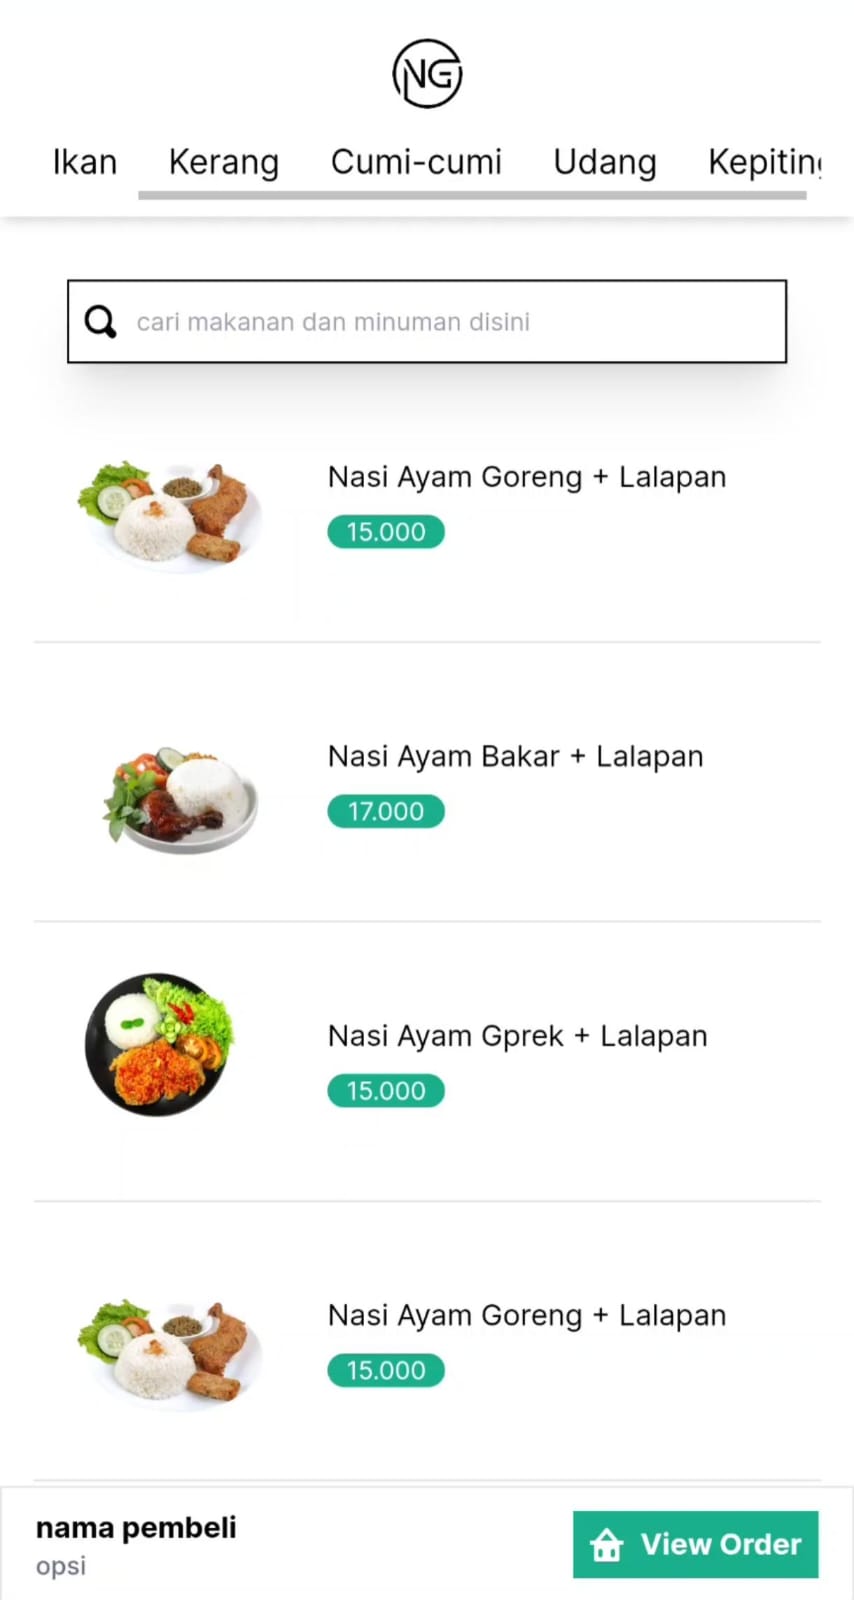 NG
Ikan Kerang Cumi-cumi Udang Kepiting
cari makanan dan minuman disini
Nasi Ayam Goreng + Lalapan
15.000
Nasi Ayam Bakar + Lalapan
17.000
Nasi Ayam Gprek + Lalapan
15.000
Nasi Ayam Goreng + Lalapan
15.000
nama pembeli
opsi
View Order